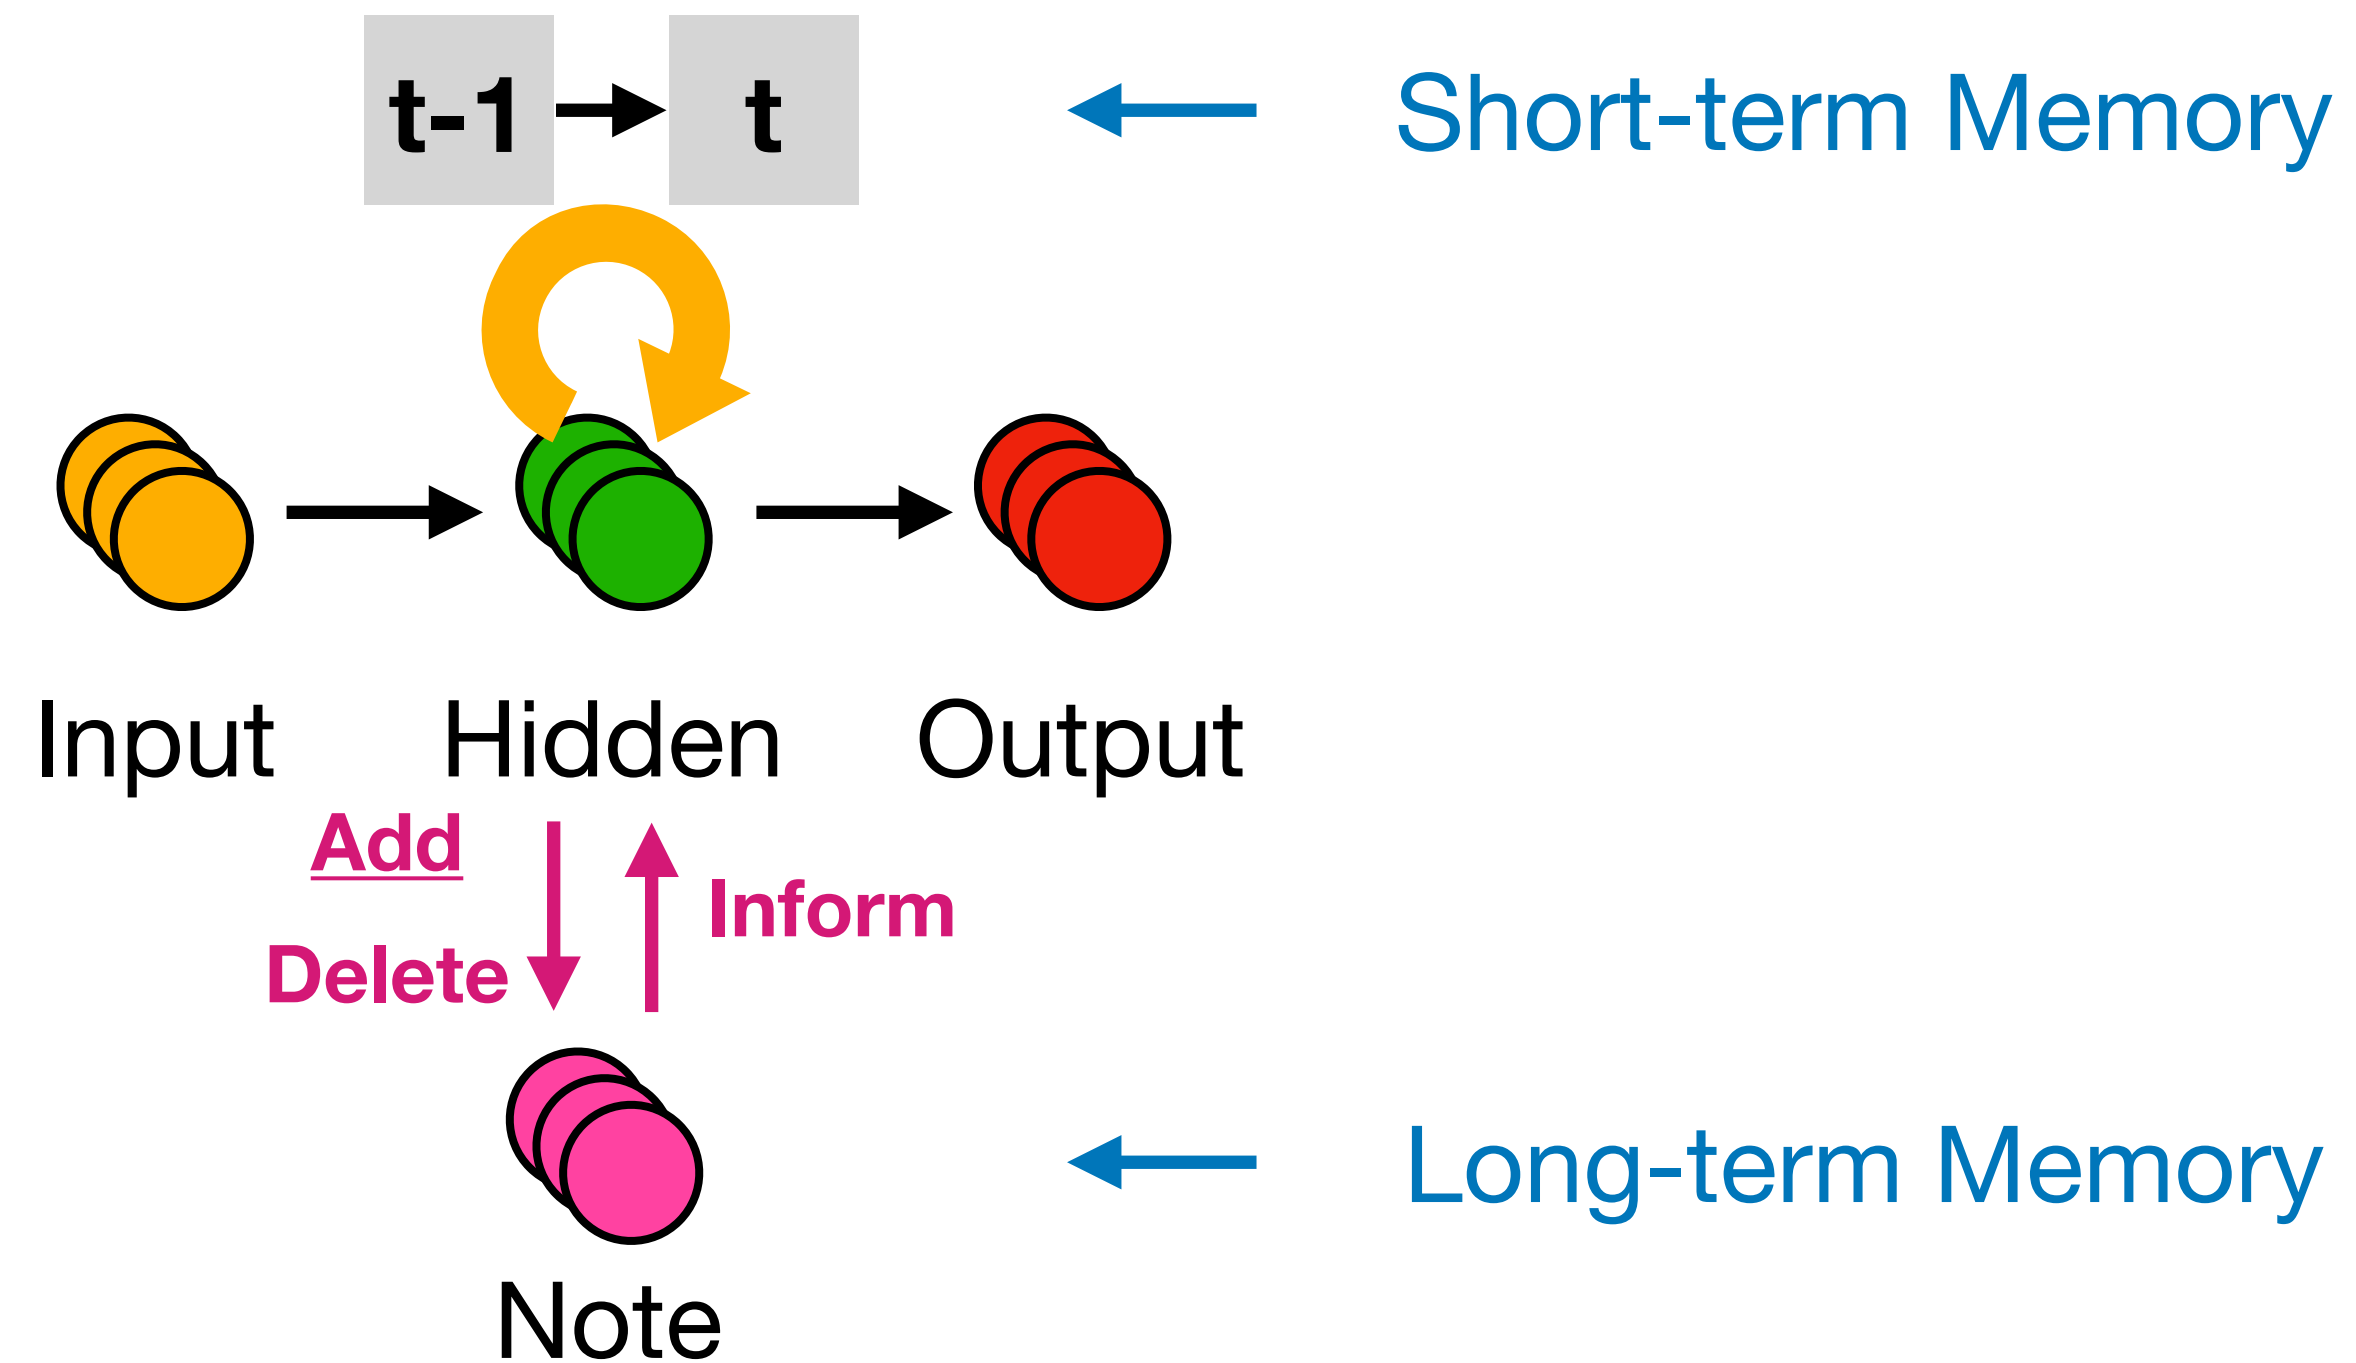 t-1
t
Short-term Memory
Input
Hidden
Output
Add
Delete
Inform
Long-term Memory
Note